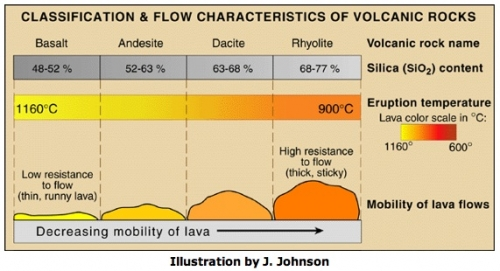 CLASSIFICATION & FLOW CHARACTERISTICS OF VOLCANIC ROCKS
Basalt Andesite Dacite Rhyolite Volcanic rock name
48-52 % 52-63 % 63-68 % 68-77 % Silica (SiO₂) content
1160°C 900°C Eruption temperature
Lava color scale in °C:
1160° 600°
High resistance
to flow
(thick, sticky)
Low resistance
to flow
(thin, runny lava)
Mobility of lava flows
Decreasing mobility of lava
Illustration by J. Johnson